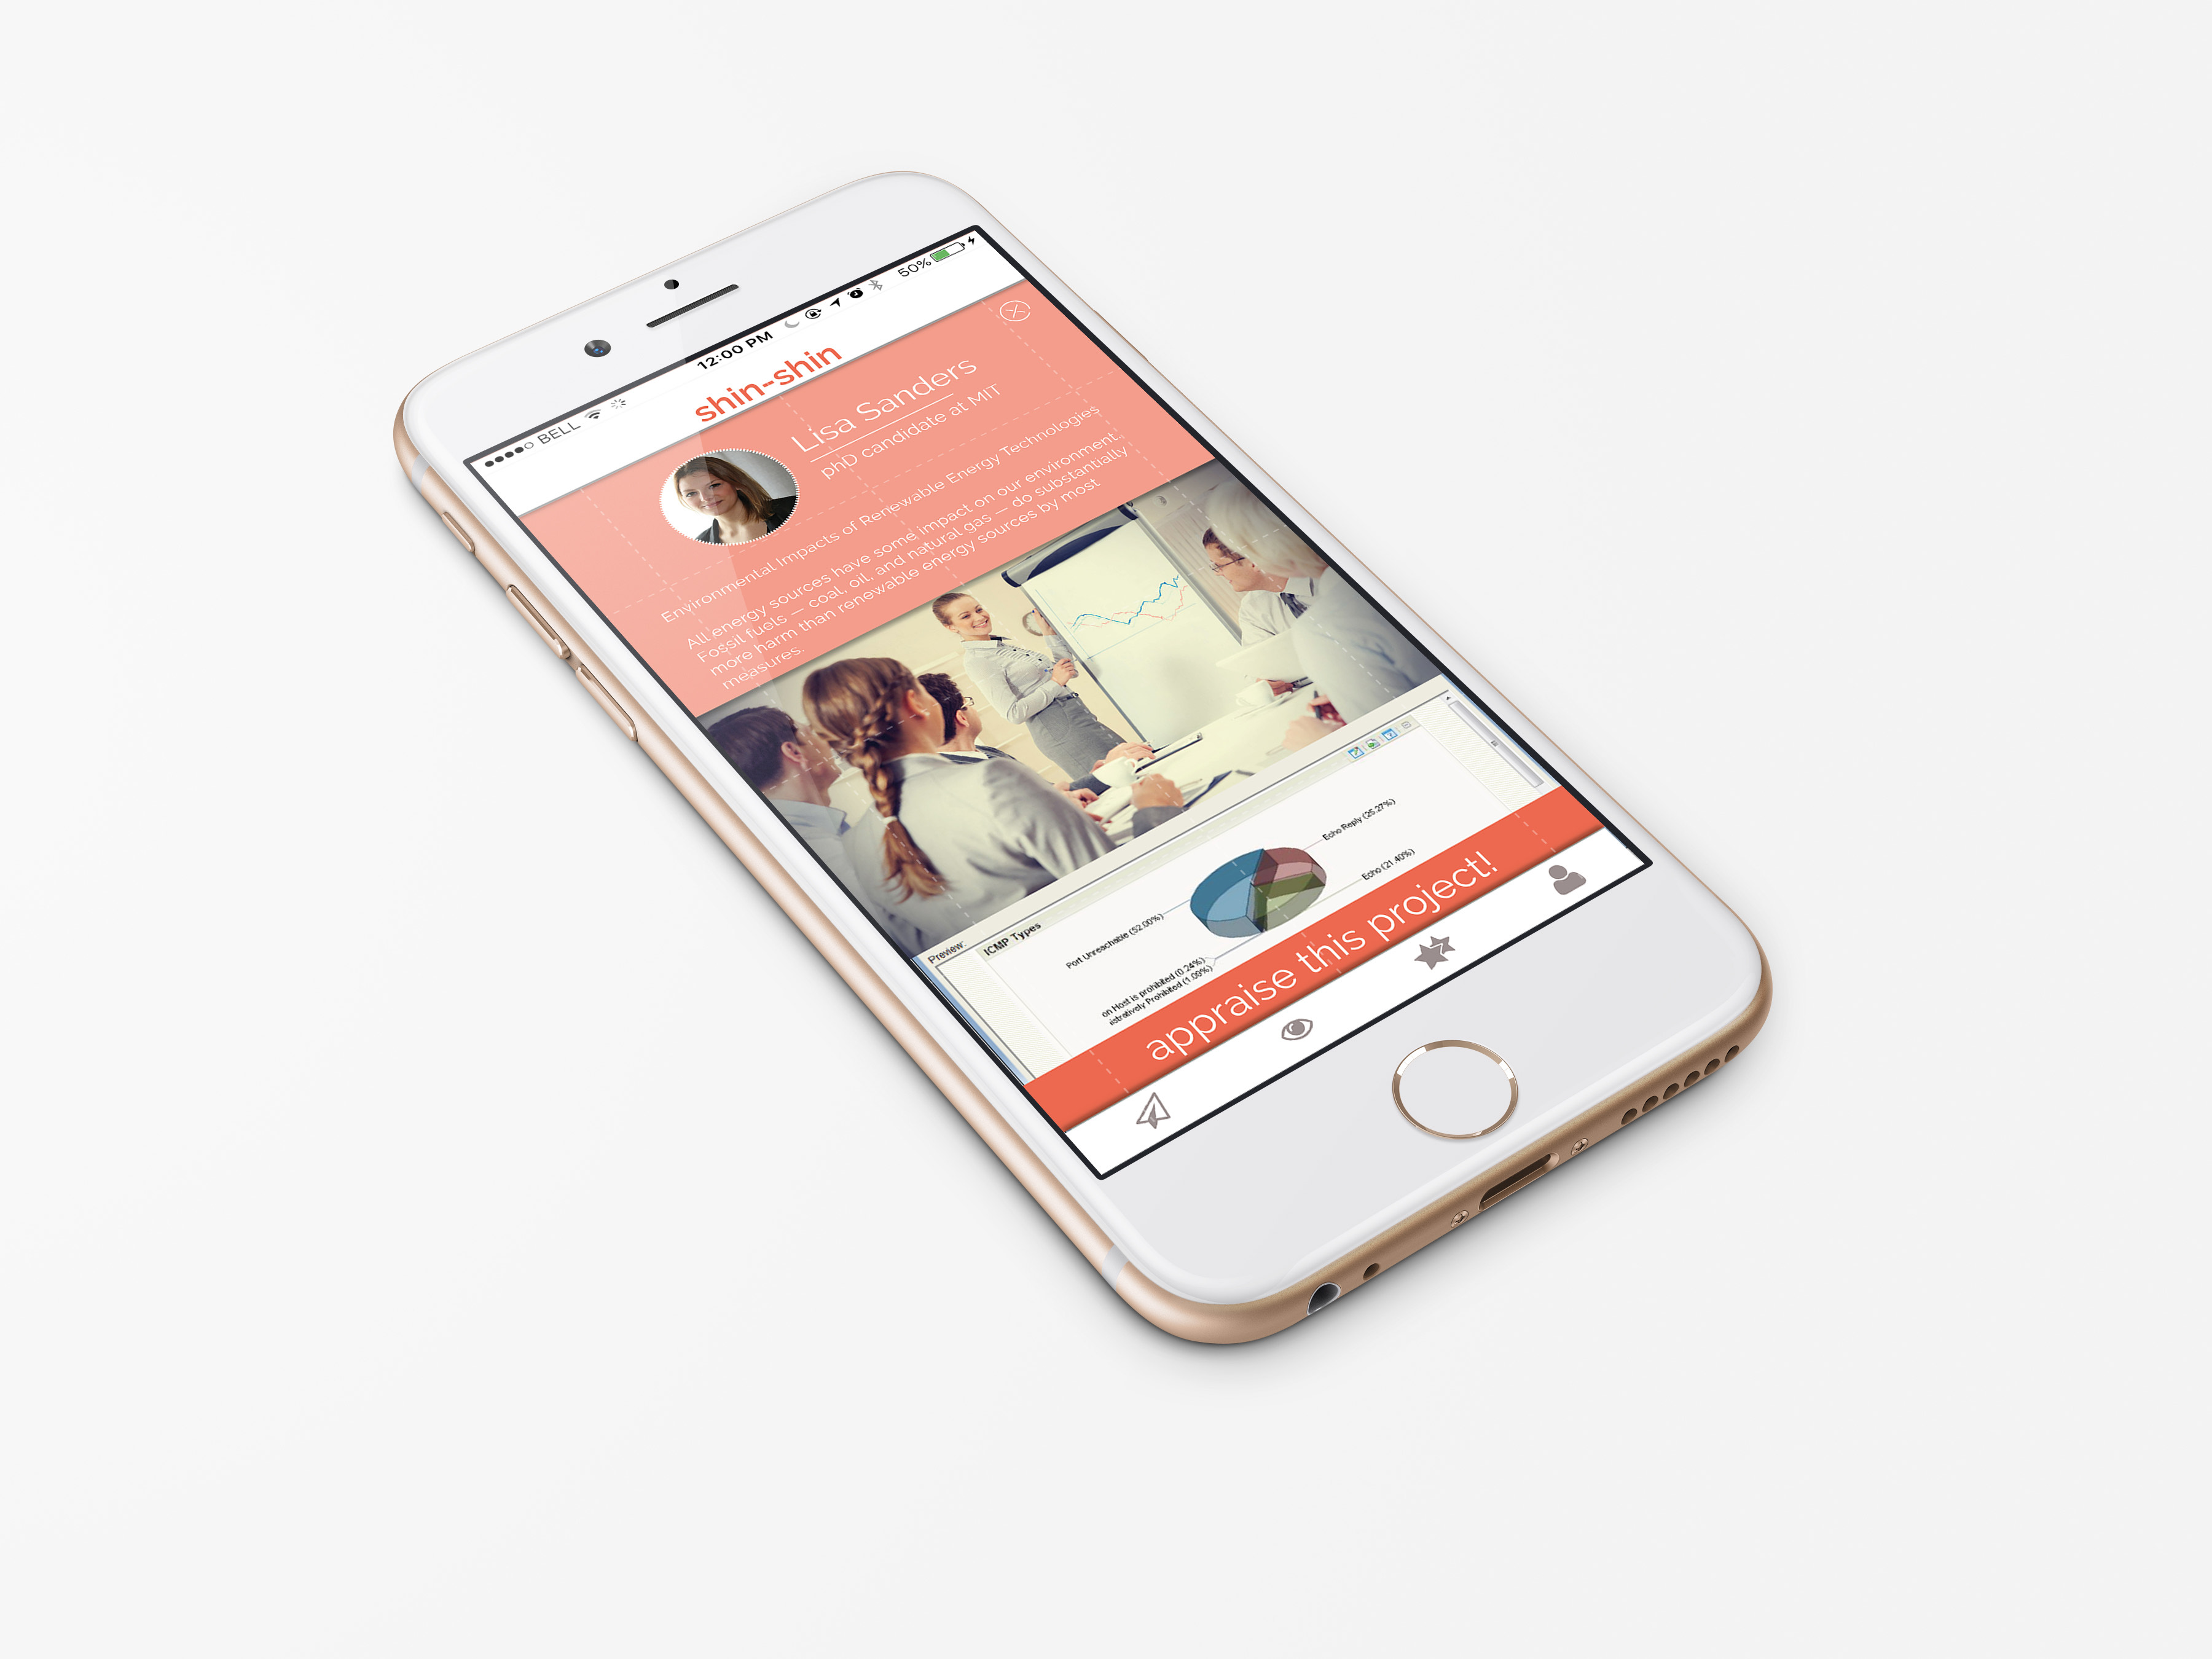 BELL
12:00 PM
50%
shin-shin
Lisa Sanders
phD candidate at MIT
Environmental Impacts of Renewable Energy Technologies
All energy sources have some impact on our environment.
Fossil fuels — coal, oil, and natural gas — do substantially
more harm than renewable energy sources by most
measures.
Preview:
ICMP Types
Echo Reply (25.27%)
Echo (21.40%)
Port Unreachable (52.00%)
on Host is prohibited (0.24%)
istratively Prohibited (1.09%)
appraise this project!